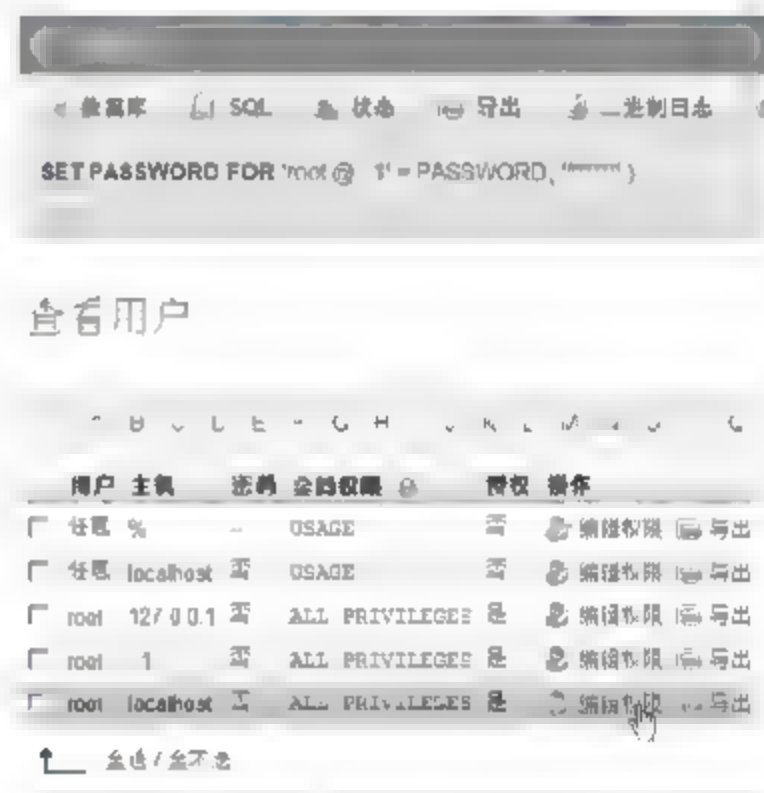 数据库 SQL 状态 导出 二进制日志
SET PASSWORD FOR 'root'@ 1' = PASSWORD( '******' )
查看用户
用户 主机 密码 全局权限 授权 操作
任意 % -- USAGE 否 编辑权限 导出
任意 localhost 否 USAGE 否 编辑权限 导出
root 127.0.0.1 否 ALL PRIVILEGES 是 编辑权限 导出
root 1 否 ALL PRIVILEGES 是 编辑权限 导出
root localhost 否 ALL PRIVILEGES 是 编辑权限 导出
全选 / 全不选